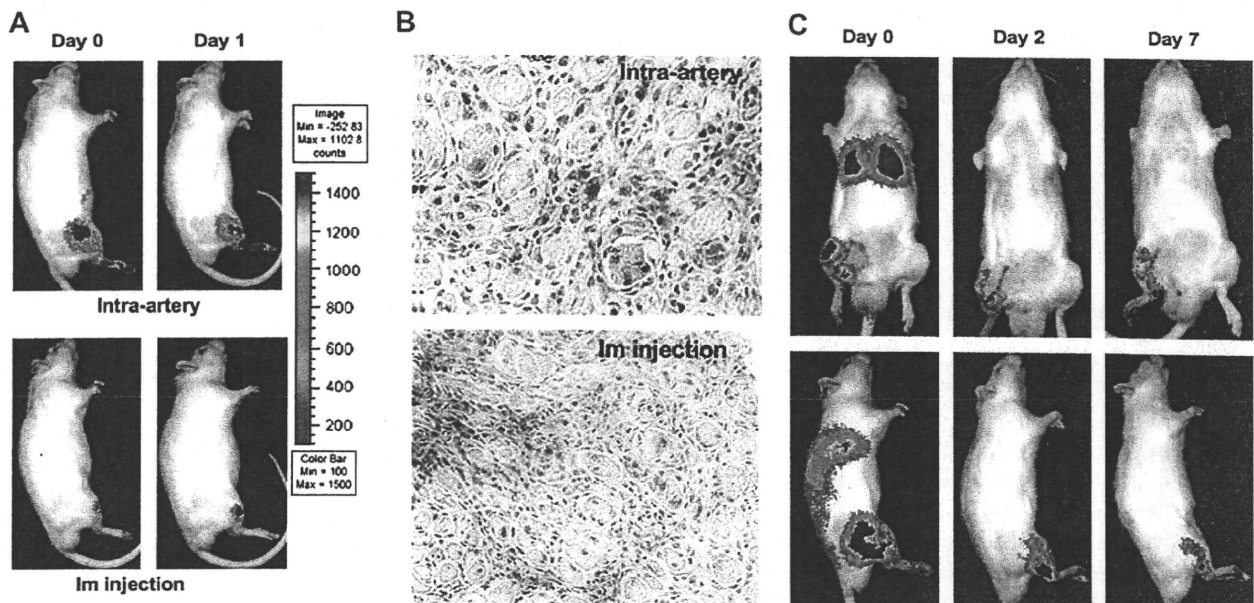 A
Day 0
Day 1
Image
Min = -252 83
Max = 1102 8
counts
1400
1200
1000
800
600
400
200
Color Bar
Min = 100
Max = 1500
Intra-artery
Im injection
B
Intra-artery
Im injection
C
Day 0
Day 2
Day 7